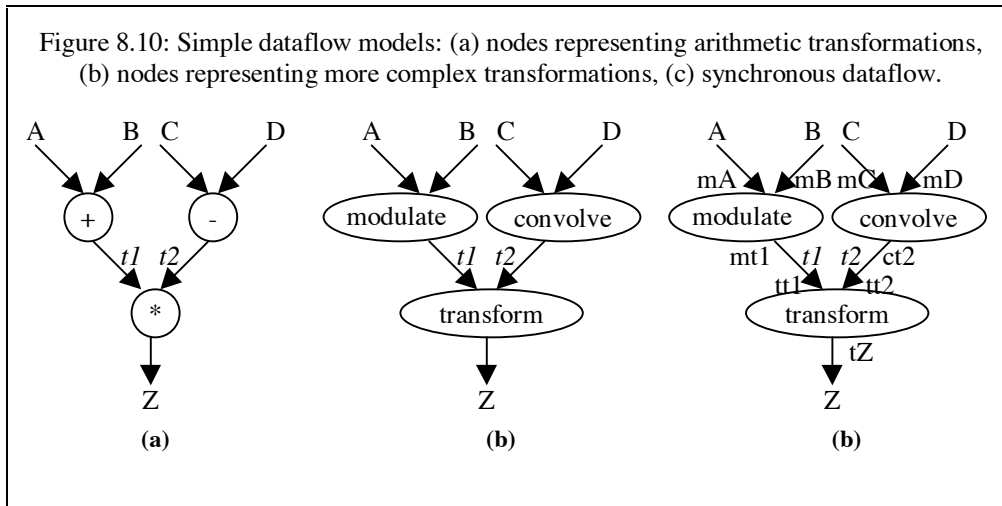 Figure 8.10: Simple dataflow models: (a) nodes representing arithmetic transformations,
(b) nodes representing more complex transformations, (c) synchronous dataflow.
A B C D
+ -
t1 t2
*
Z
(a)
A B C D
modulate convolve
t1 t2
transform
Z
(b)
A B C D
mA mB mC mD
modulate convolve
mt1 t1 t2 ct2
tt1 tt2
transform
tZ
Z
(b)